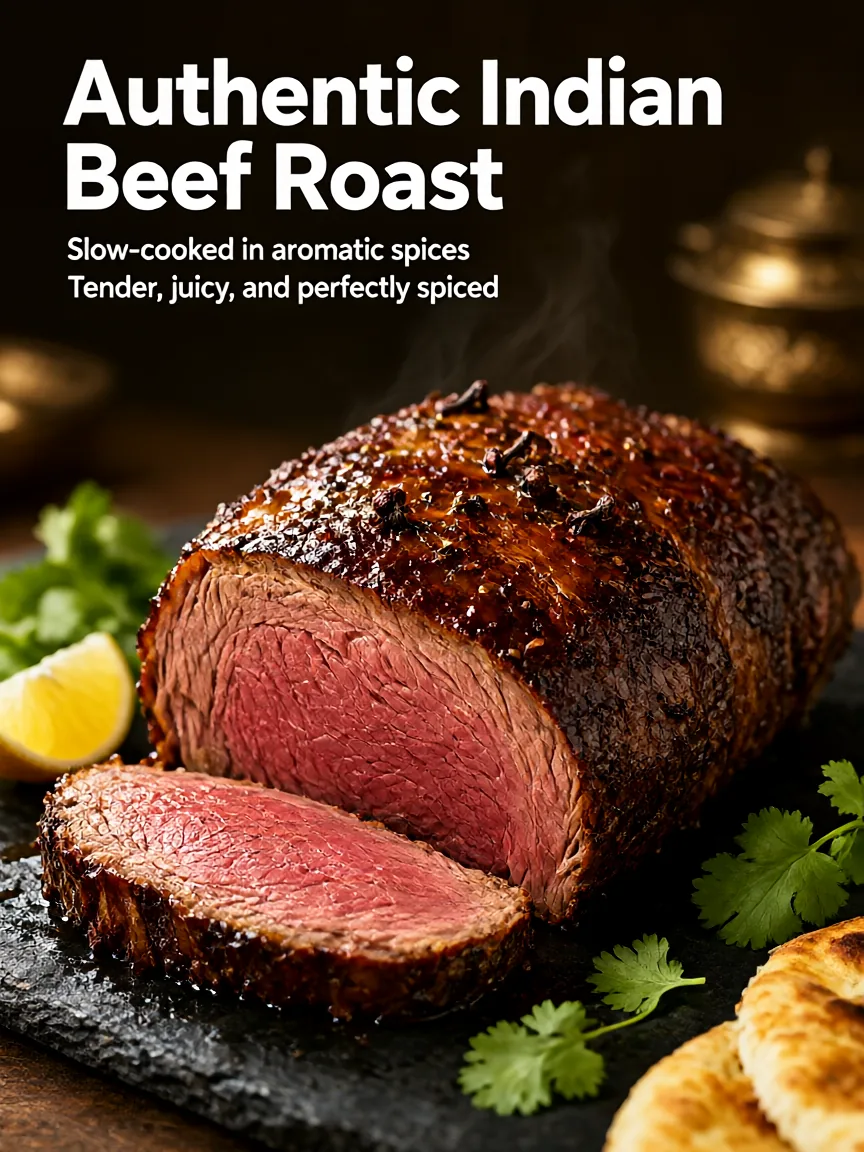 Authentic Indian
Beef Roast
Slow-cooked in aromatic spices
Tender, juicy, and perfectly spiced